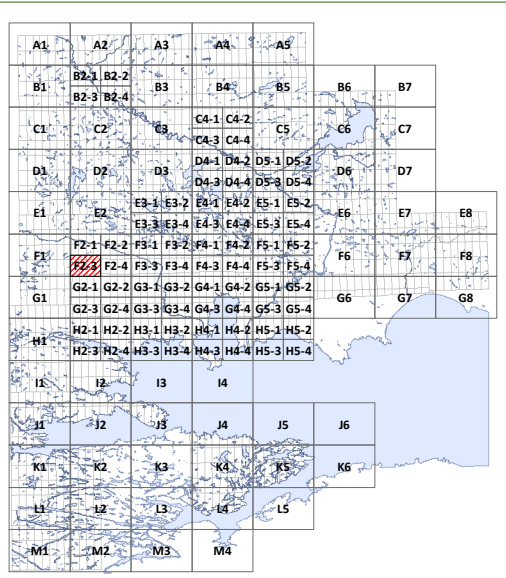 A1 A2 A3 A4 A5
B2-1 B2-2
B1 B3 B4 B5 B6 B7
B2-3 B2-4
C4-1 C4-2
C1 C2 C3 C5 C6 C7
C4-3 C4-4
D4-1 D4-2 D5-1 D5-2
D1 D2 D3 D6 D7
D4-3 D4-4 D5-3 D5-4
E3-1 E3-2 E4-1 E4-2 E5-1 E5-2
E1 E2 E6 E7 E8
E3-3 E3-4 E4-3 E4-4 E5-3 E5-4
F2-1 F2-2 F3-1 F3-2 F4-1 F4-2 F5-1 F5-2
F1 F6 F7 F8
F2-3 F2-4 F3-3 F3-4 F4-3 F4-4 F5-3 F5-4
G2-1 G2-2 G3-1 G3-2 G4-1 G4-2 G5-1 G5-2
G1 G6 G7 G8
G2-3 G2-4 G3-3 G3-4 G4-3 G4-4 G5-3 G5-4
H2-1 H2-2 H3-1 H3-2 H4-1 H4-2 H5-1 H5-2
H1
H2-3 H2-4 H3-3 H3-4 H4-3 H4-4 H5-3 H5-4
I1 I2 I3 I4
J1 J2 J3 J4 J5 J6
K1 K2 K3 K4 K5 K6
L1 L2 L3 L4 L5
M1 M2 M3 M4